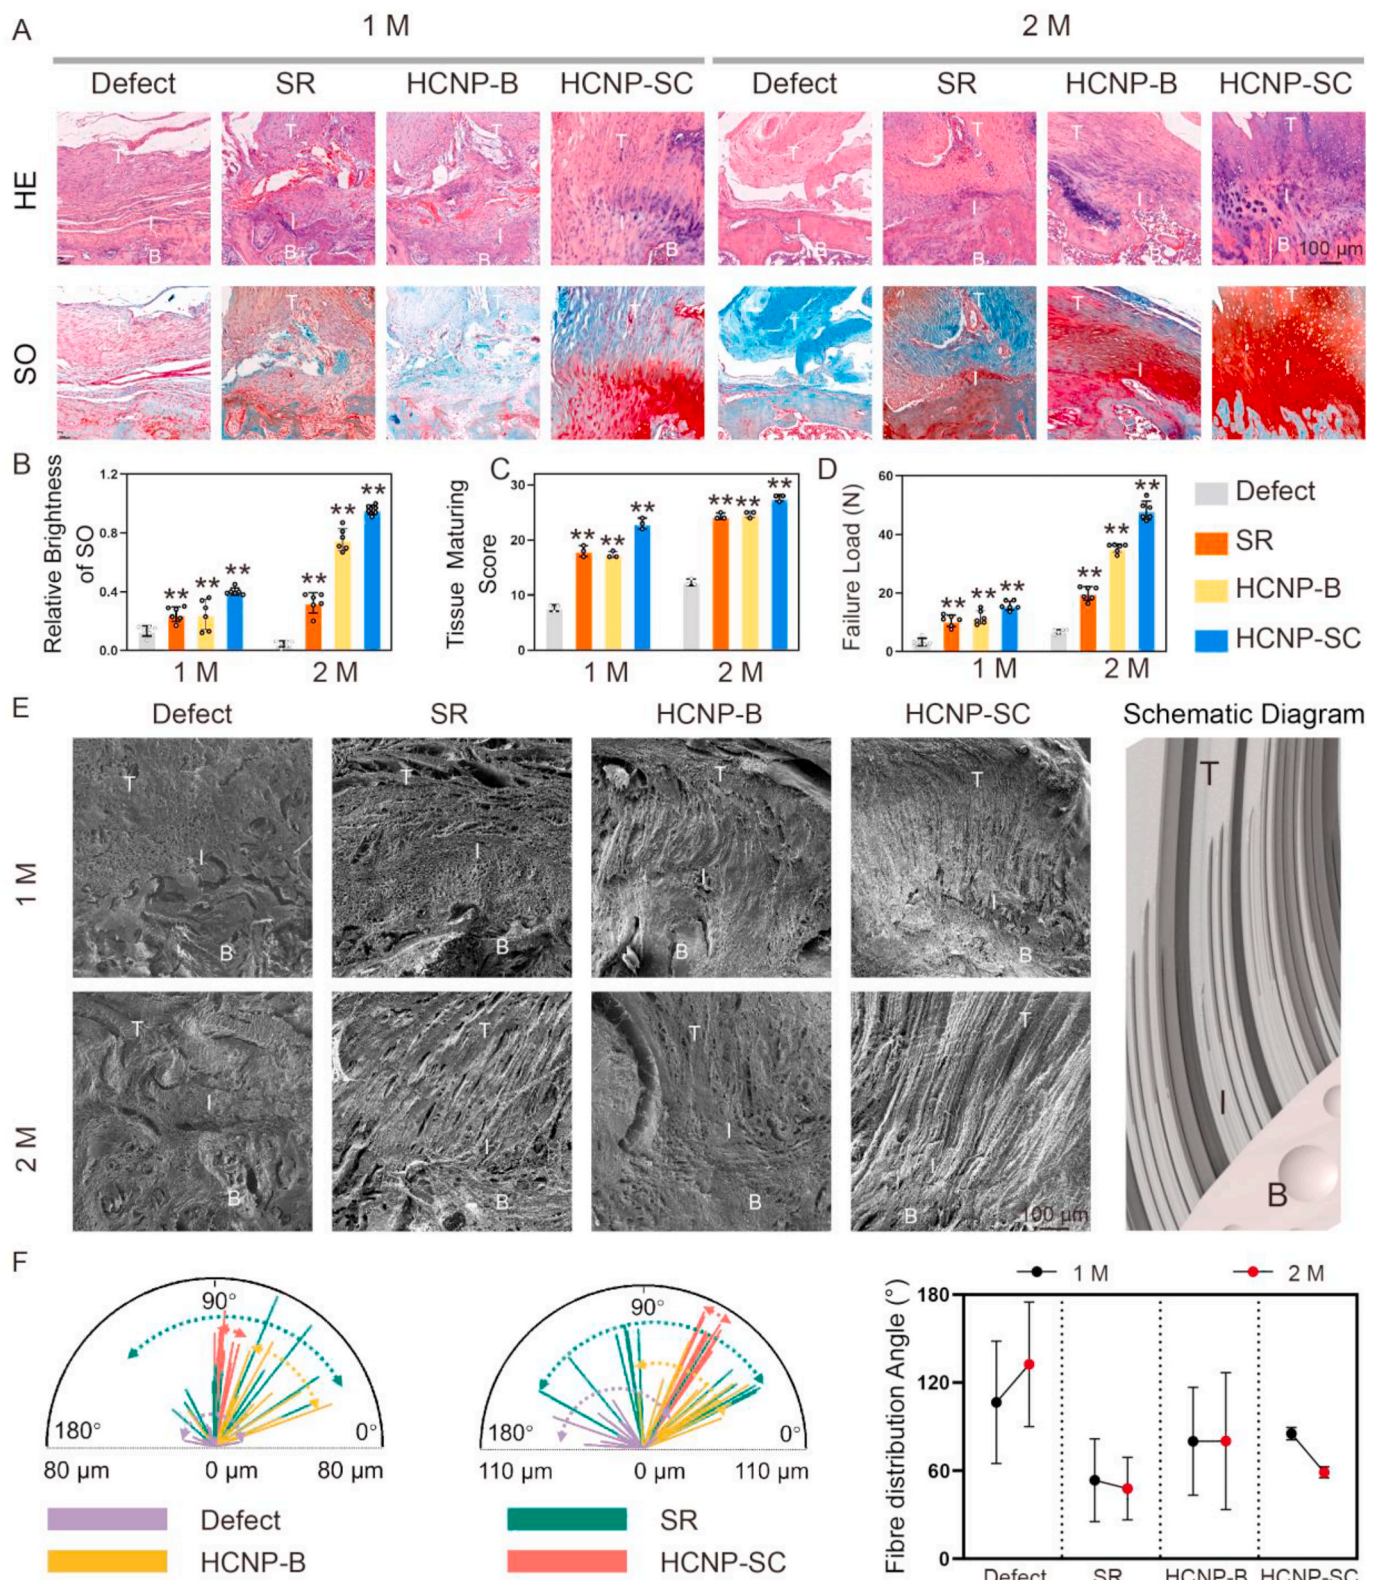 A
1 M
2 M
Defect SR HCNP-B HCNP-SC Defect SR HCNP-B HCNP-SC
HE
T T T T T T T T
I I I I I I I I
B B B B B B B B
100 µm
SO
T T T T T T T T
I I I
B
Relative Brightness
of SO
1.2
0.8
0.4
0.0
** ** ** ** ** **
1 M 2 M
C
Tissue Maturing
Score
30
20
10
0
** ** ** ** ** **
1 M 2 M
D
Failure Load (N)
60
40
20
0
** ** ** ** ** **
1 M 2 M
Defect
SR
HCNP-B
HCNP-SC
E
Defect SR HCNP-B HCNP-SC Schematic Diagram
1 M
T T T T
I I I I
B B B B
2 M
T T T T
I I I I
B B B B
100 µm
T
I
B
F
90°
180° 0°
80 µm 0 µm 80 µm
90°
180° 0°
110 µm 0 µm 110 µm
Defect SR
HCNP-B HCNP-SC
1 M 2 M
Fibre distribution Angle (°)
180
120
60
0
Defect SR HCNP-B HCNP-SC